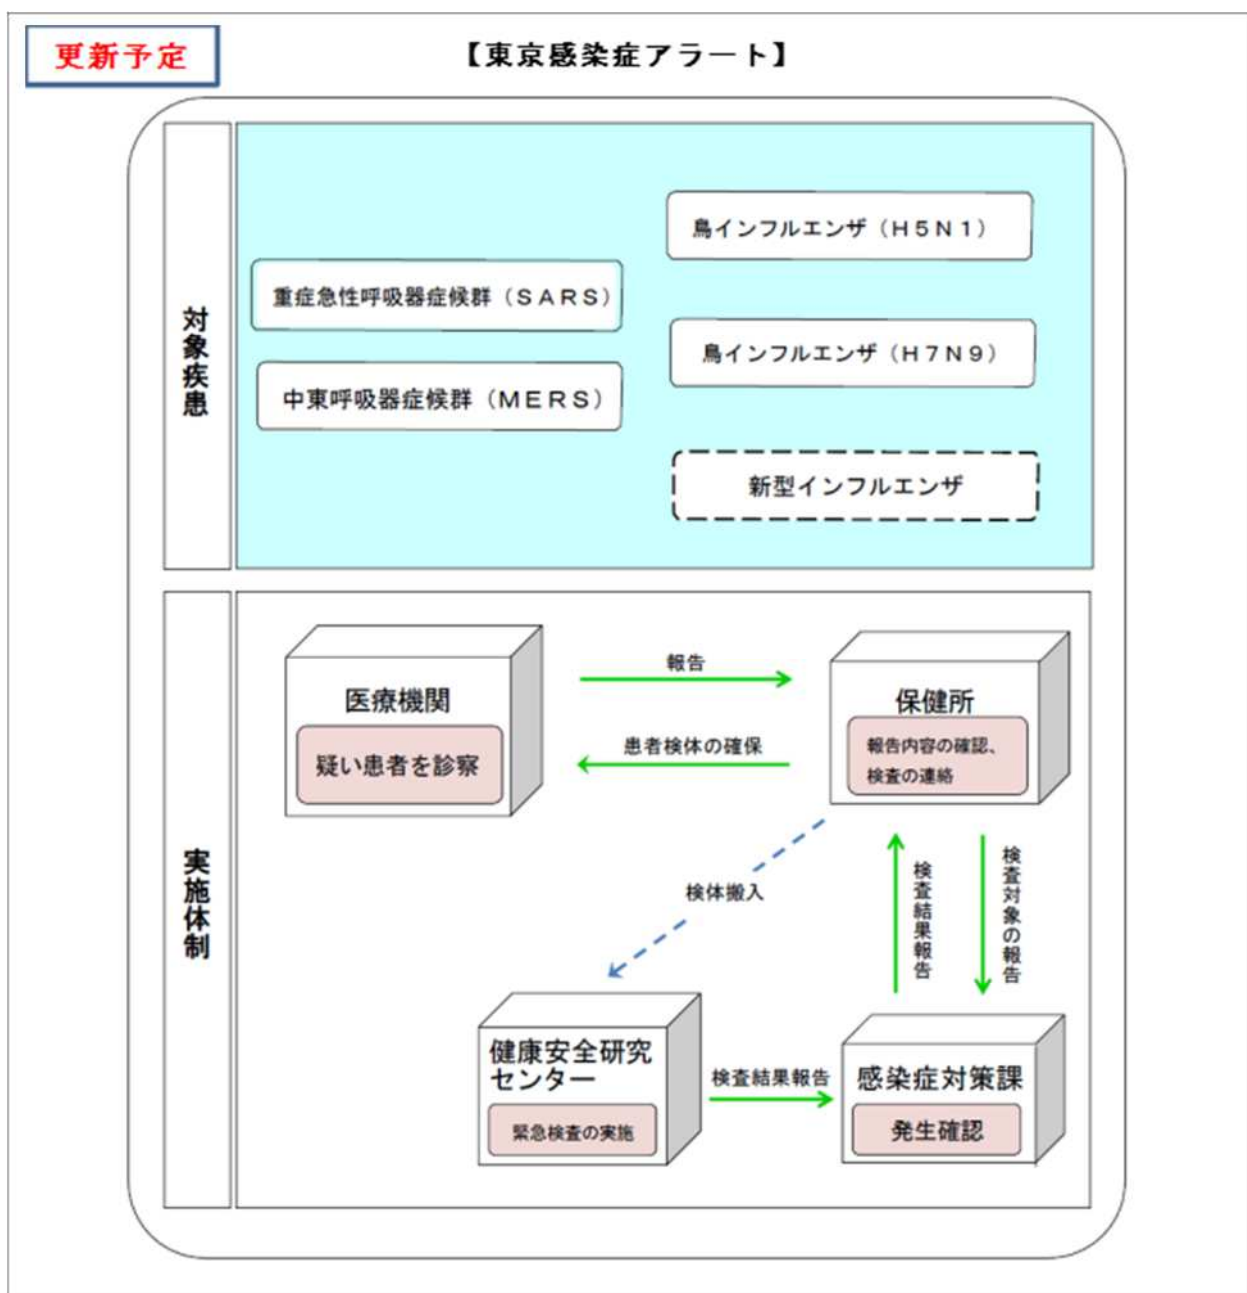 更新予定
【東京感染症アラート】
対象疾患
重症急性呼吸器症候群（ＳＡＲＳ）
中東呼吸器症候群（ＭＥＲＳ）
鳥インフルエンザ（Ｈ５Ｎ１）
鳥インフルエンザ（Ｈ７Ｎ９）
新型インフルエンザ
実施体制
医療機関
疑い患者を診察
報告
患者検体の確保
保健所
報告内容の確認、
検査の連絡
検体搬入
検査結果報告
検査対象の報告
健康安全研究
センター
緊急検査の実施
検査結果報告
感染症対策課
発生確認